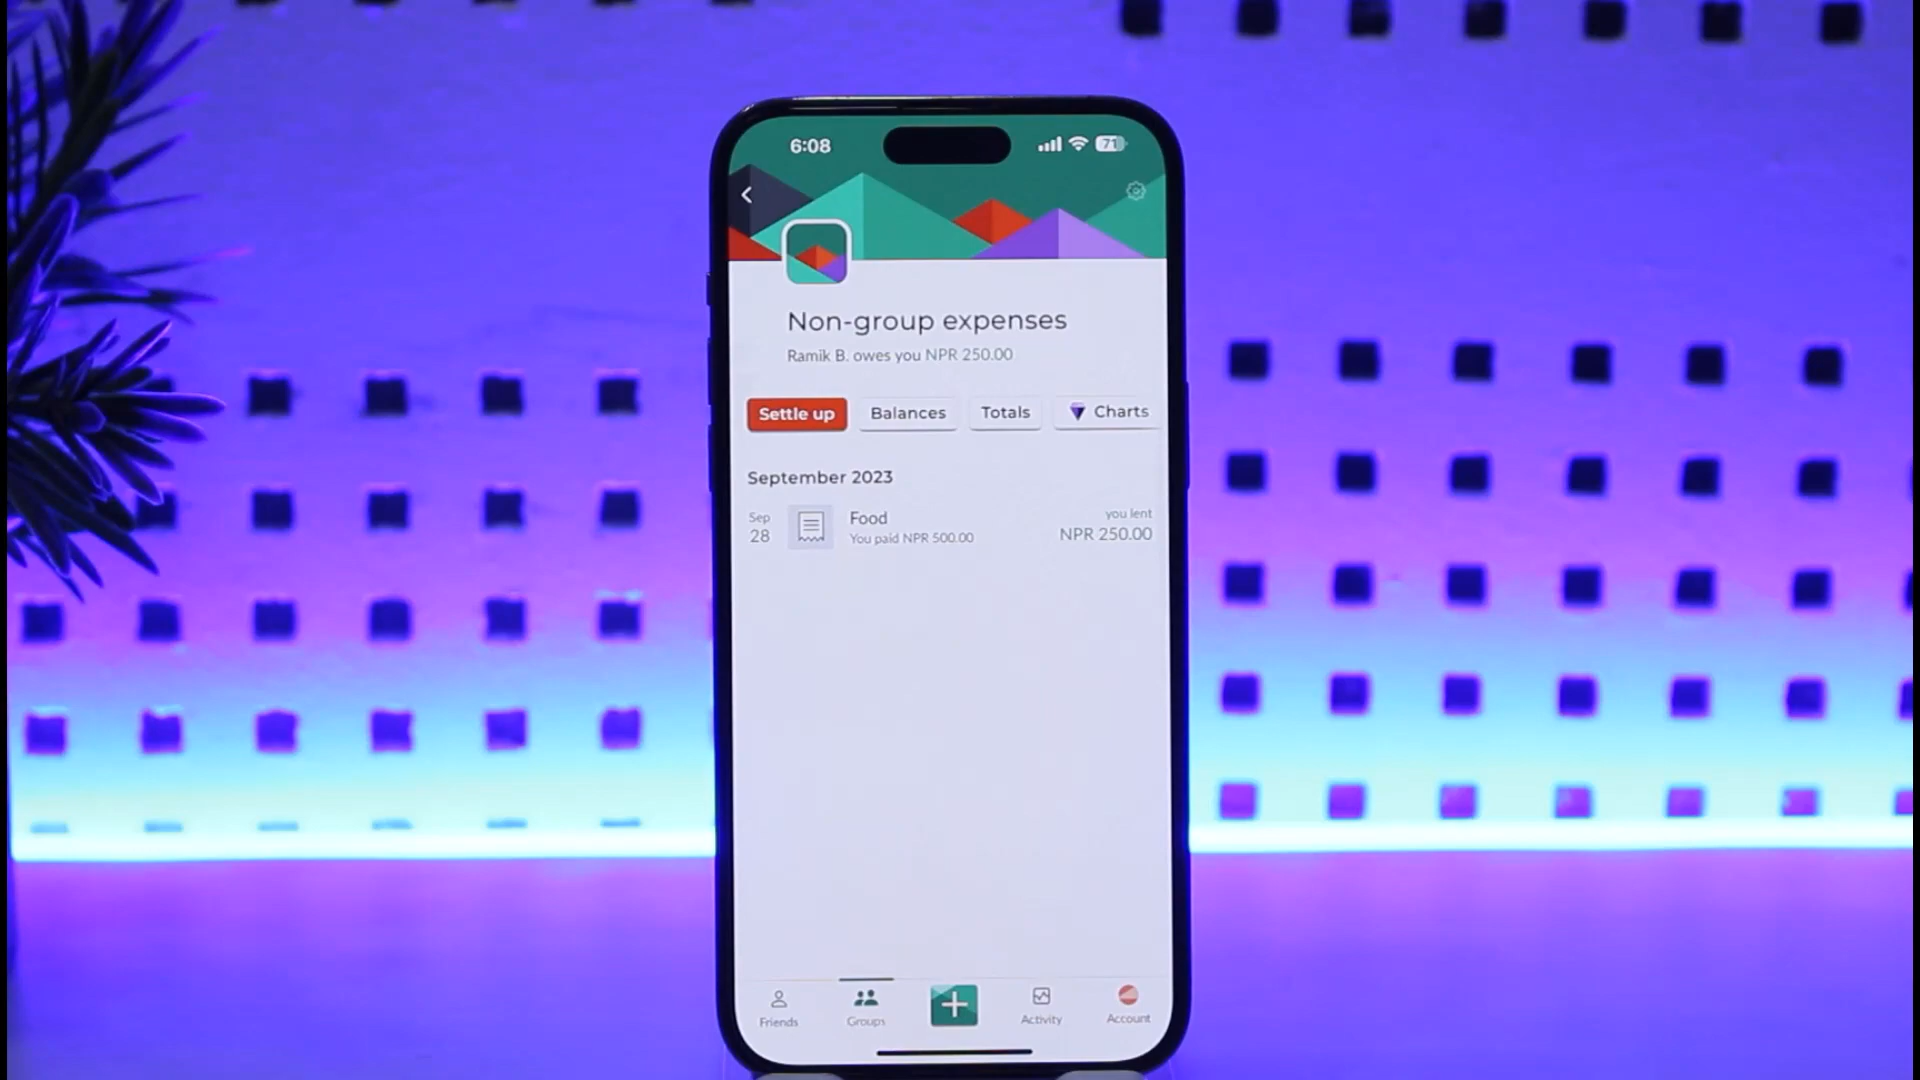 6:08
71
Non-group expenses
Ramik B. owes you NPR 250.00
Settle up
Balances
Totals
Charts
September 2023
Sep
28
Food
You paid NPR 500.00
you lent
NPR 250.00
Friends
Groups
Activity
Account